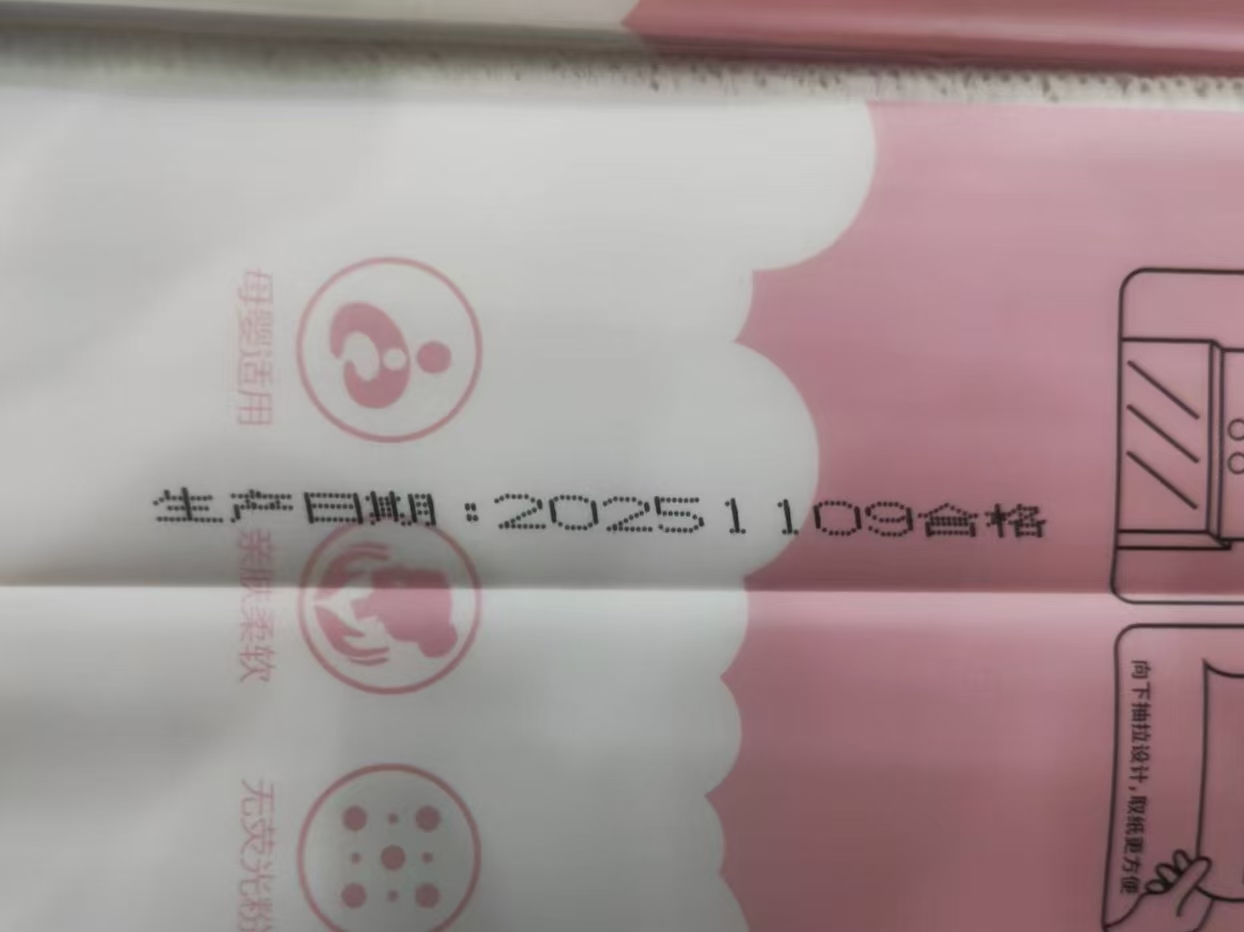 母婴适用
生产日期:20251109合格
亲肤柔软
无荧光粉
向下抽拉设计,取纸更方便